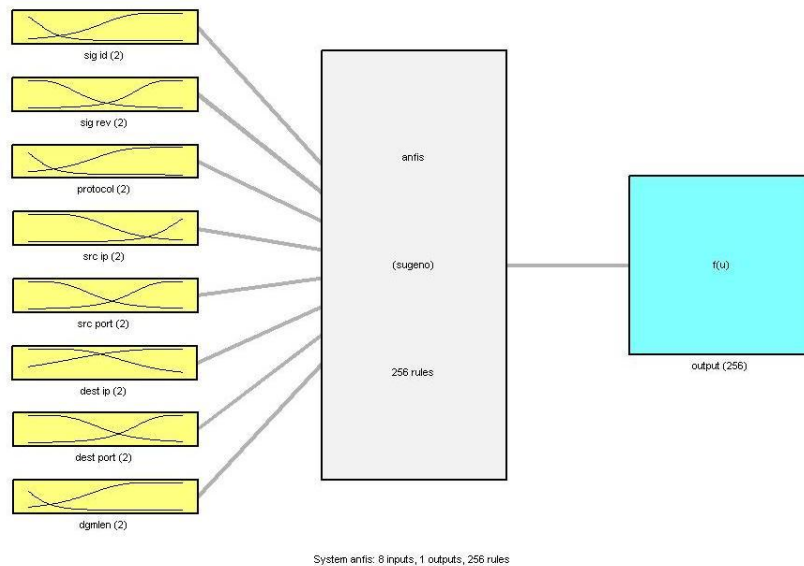 sig id (2)
sig rev (2)
protocol (2)
src ip (2)
src port (2)
dest ip (2)
dest port (2)
dgmlen (2)
anfis
(sugeno)
256 rules
f(u)
output (256)
System anfis: 8 inputs, 1 outputs, 256 rules